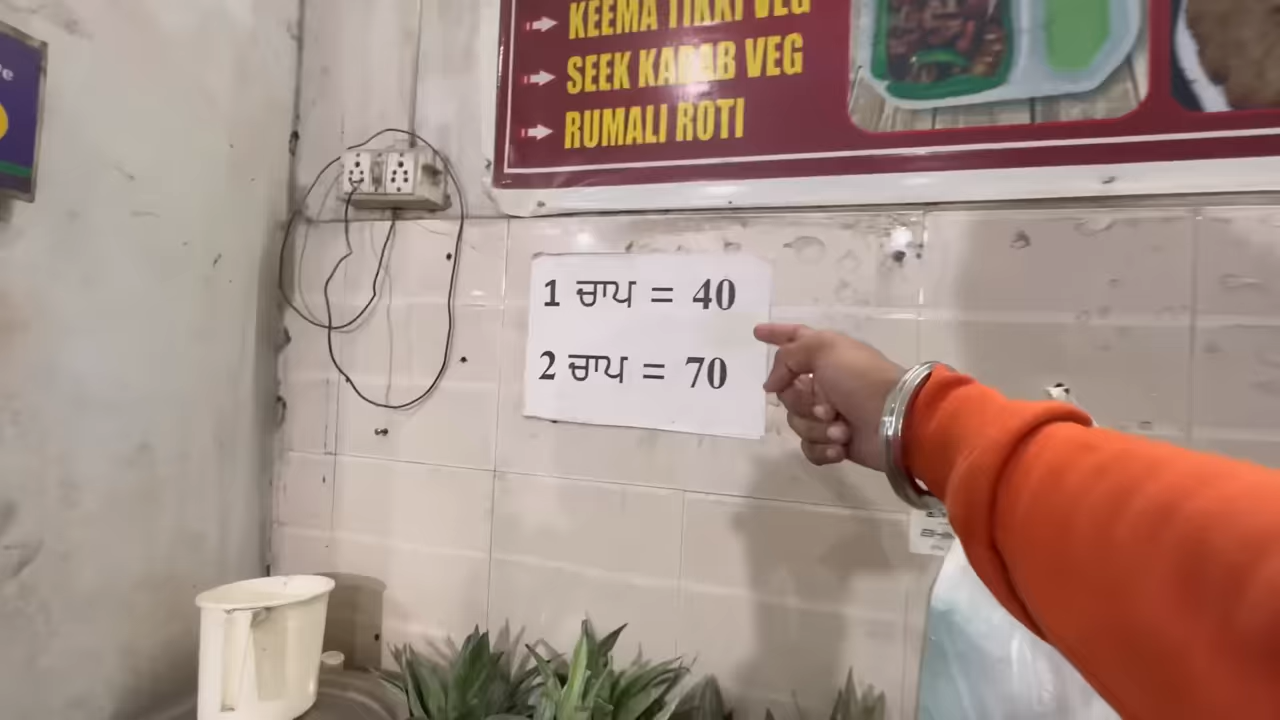 KEEMA TIKKI VEG
SEEK KABAB VEG
RUMALI ROTI
1 ਚਾਪ = 40
2 ਚਾਪ = 70